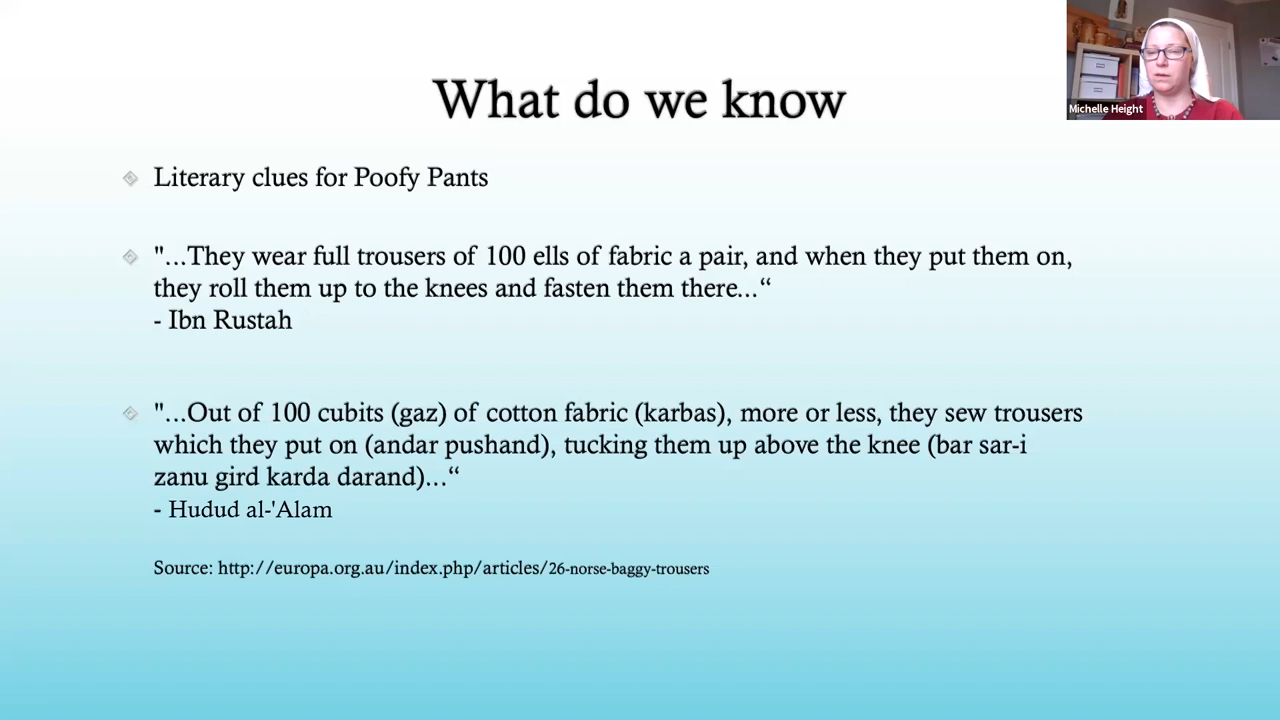 What do we know
Michelle Height
Literary clues for Poofy Pants
"...They wear full trousers of 100 ells of fabric a pair, and when they put them on,
they roll them up to the knees and fasten them there...“
- Ibn Rustah
"...Out of 100 cubits (gaz) of cotton fabric (karbas), more or less, they sew trousers
which they put on (andar pushand), tucking them up above the knee (bar sar-i
zanu gird karda darand)...“
- Hudud al-'Alam
Source: http://europa.org.au/index.php/articles/26-norse-baggy-trousers